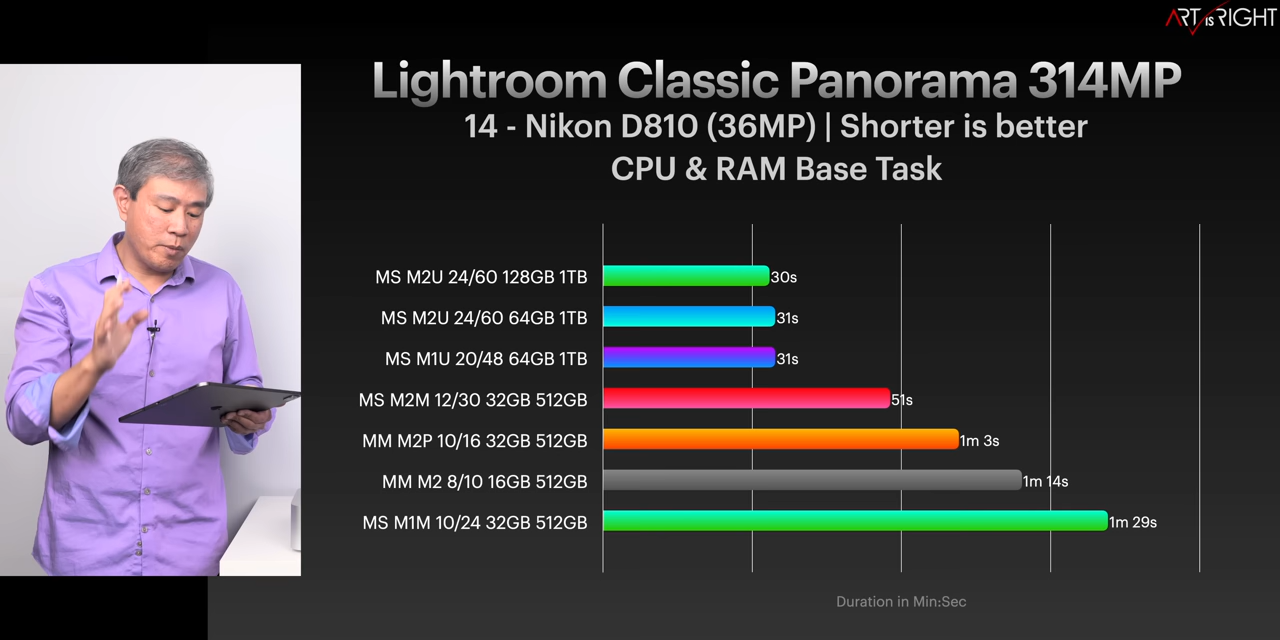 ART IS RIGHT
Lightroom Classic Panorama 314MP
14 - Nikon D810 (36MP) | Shorter is better
CPU & RAM Base Task
MS M2U 24/60 128GB 1TB 30s
MS M2U 24/60 64GB 1TB 31s
MS M1U 20/48 64GB 1TB 31s
MS M2M 12/30 32GB 512GB 51s
MM M2P 10/16 32GB 512GB 1m 3s
MM M2 8/10 16GB 512GB 1m 14s
MS M1M 10/24 32GB 512GB 1m 29s
Duration in Min:Sec